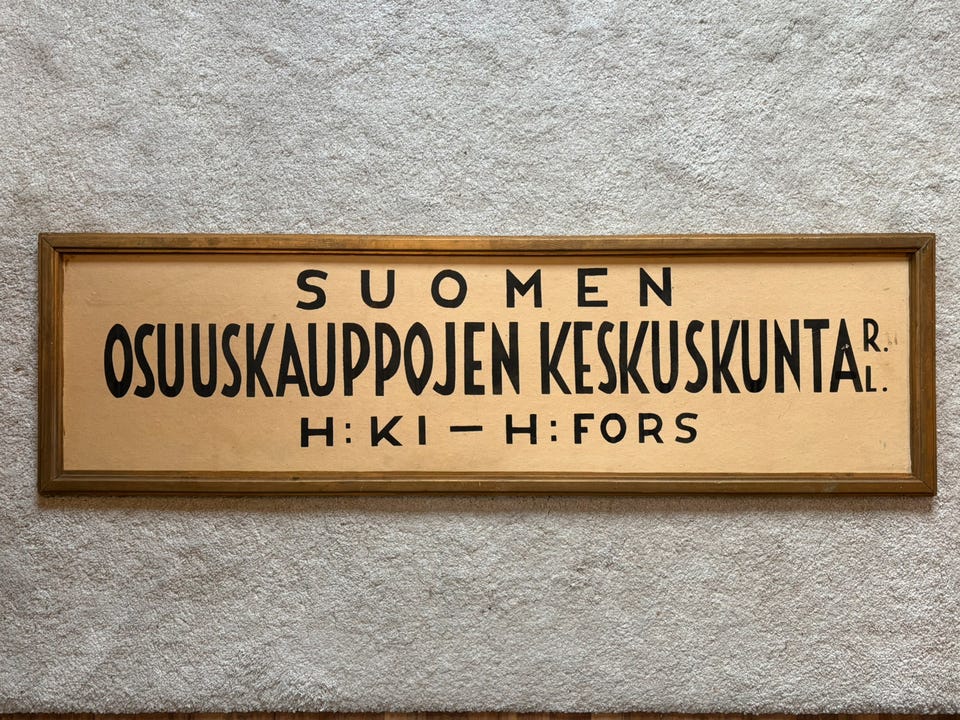 SUOMEN
OSUUSKAUPPOJEN KESKUSKUNTA R. L.
H:KI – H:FORS